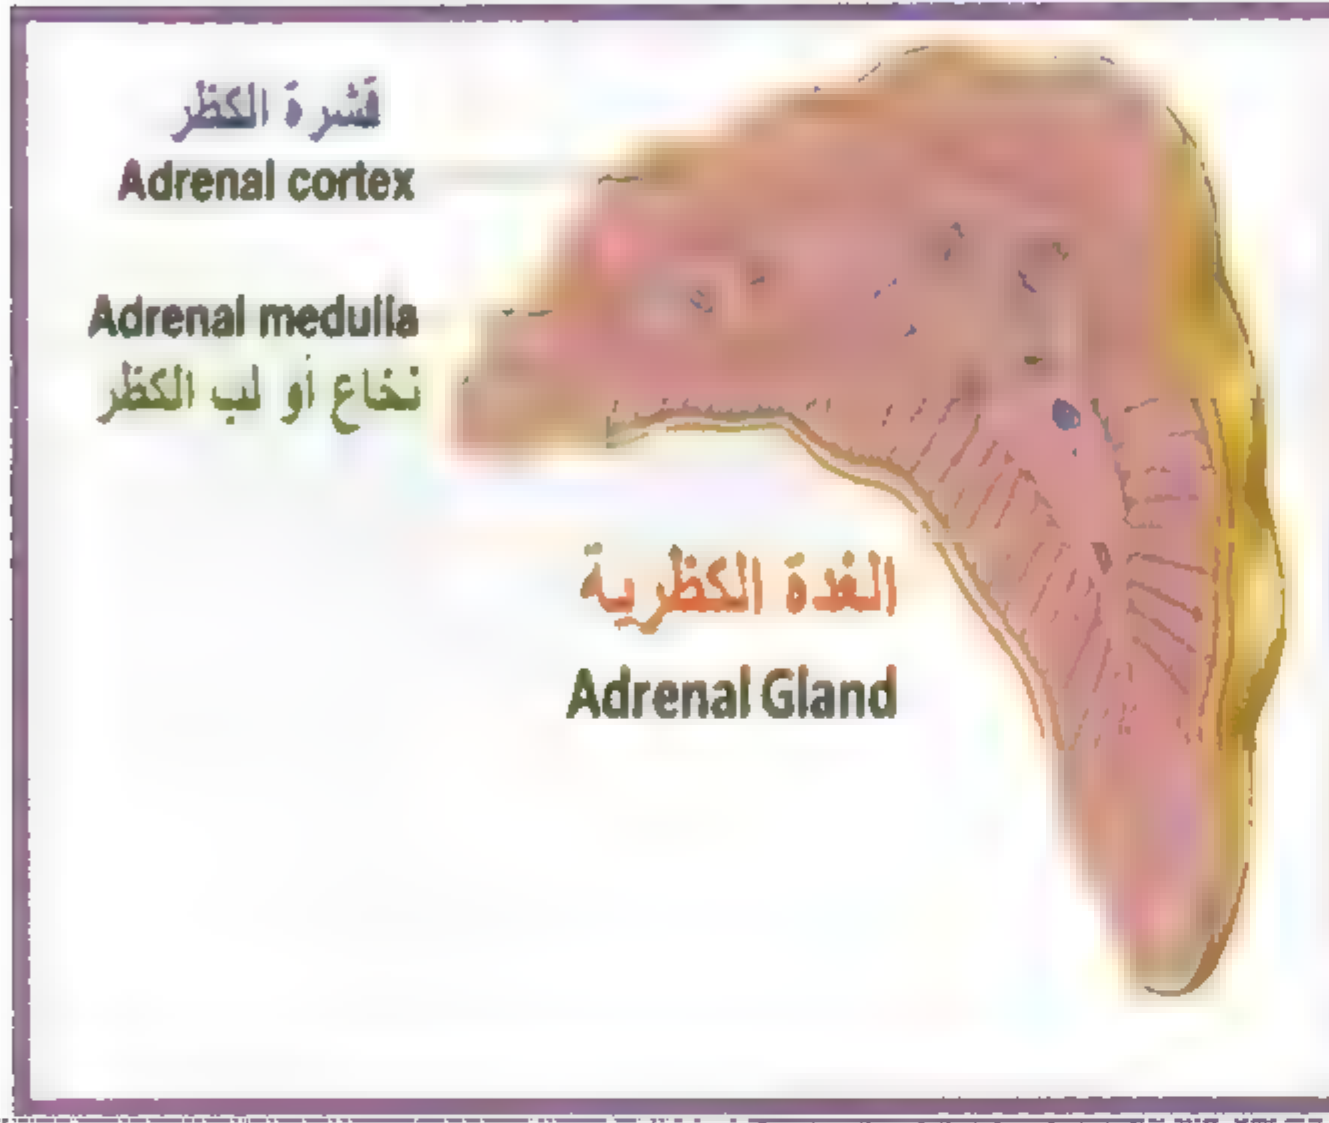 قشرة الكظر
Adrenal cortex
Adrenal medulla
نخاع أو لب الكظر
الغدة الكظرية
Adrenal Gland